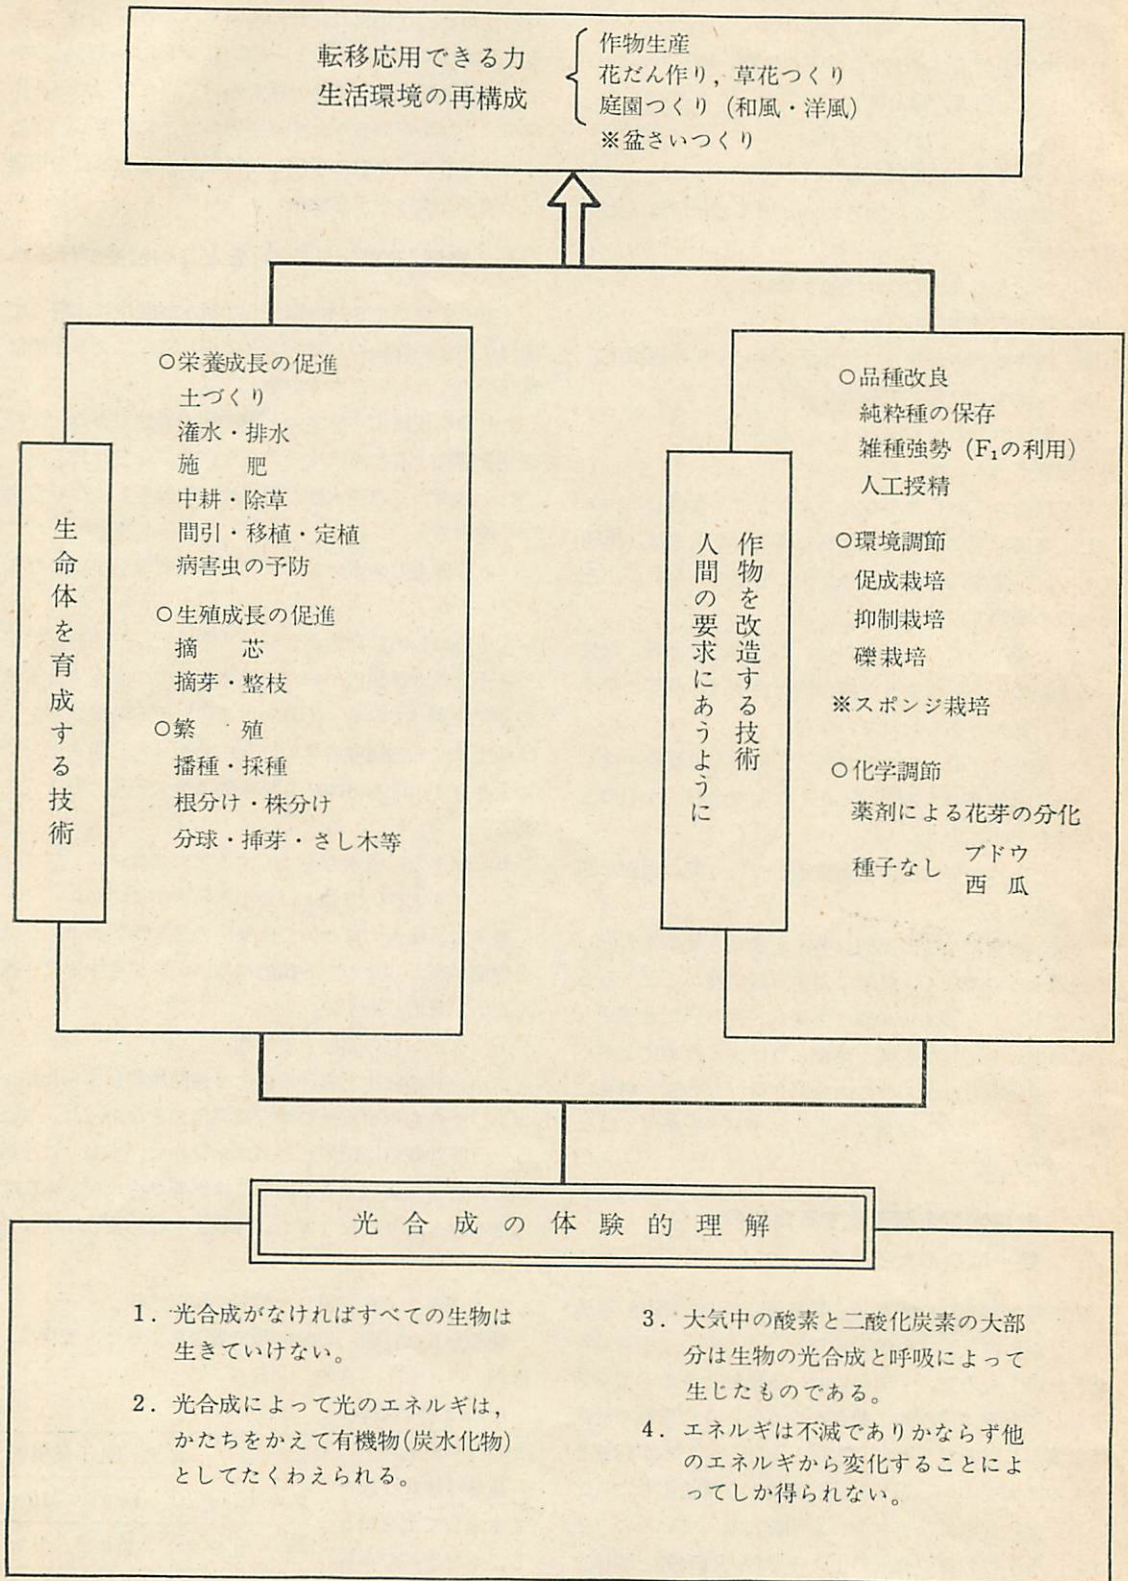 転移応用できる力
生活環境の再構成
作物生産
花だん作り，草花つくり
庭園つくり（和風・洋風）
※盆さいつくり
生命体を育成する技術
○栄養成長の促進
土づくり
潅水・排水
施　肥
中耕・除草
間引・移植・定植
病害虫の予防
○生殖成長の促進
摘　芯
摘芽・整枝
○繁　殖
播種・採種
根分け・株分け
分球・挿芽・さし木等
作物を改造する技術
人間の要求にあうように
○品種改良
純粋種の保存
雑種強勢（F₁の利用）
人工授精
○環境調節
促成栽培
抑制栽培
礫栽培
※スポンジ栽培
○化学調節
薬剤による花芽の分化
種子なし
ブドウ
西　瓜
光合成の体験的理解
1．光合成がなければすべての生物は
生きていけない。
2．光合成によって光のエネルギは，
かたちをかえて有機物(炭水化物)
としてたくわえられる。
3．大気中の酸素と二酸化炭素の大部
分は生物の光合成と呼吸によって
生じたものである。
4．エネルギは不滅でありかならず他
のエネルギから変化することによ
ってしか得られない。